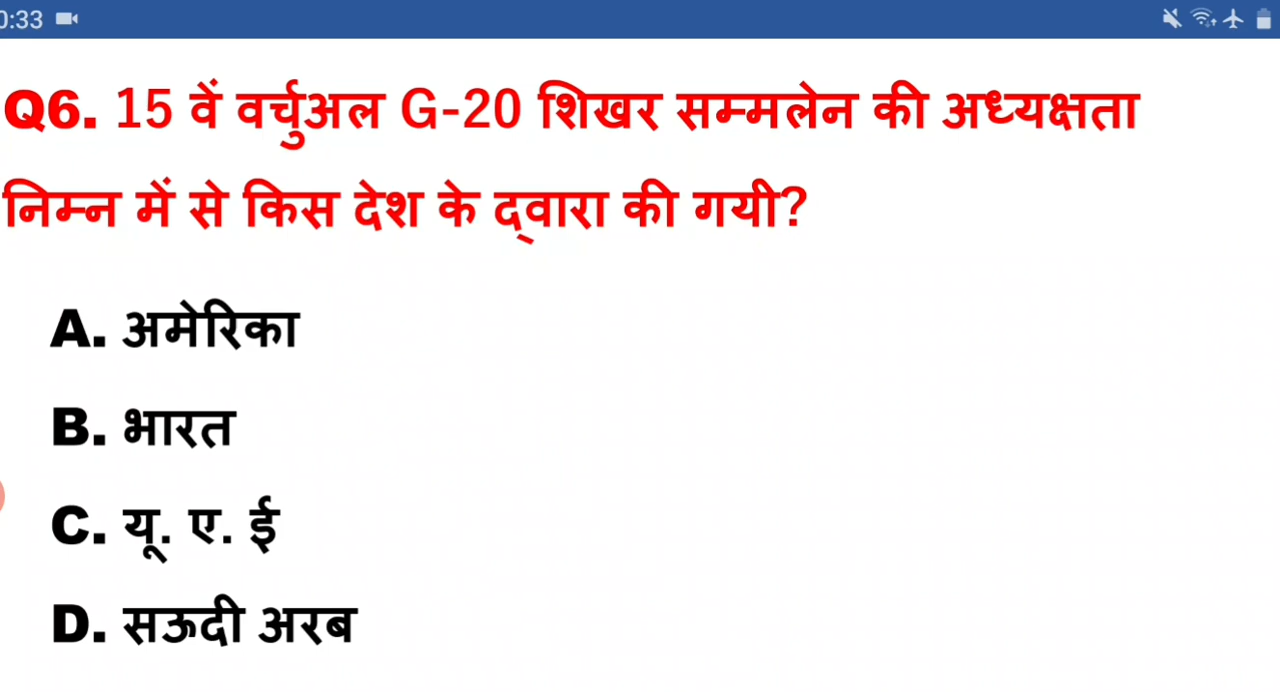 0:33
Q6. 15 वें वर्चुअल G-20 शिखर सम्मलेन की अध्यक्षता
निम्न में से किस देश के द्वारा की गयी?
A. अमेरिका
B. भारत
C. यू. ए. ई
D. सऊदी अरब